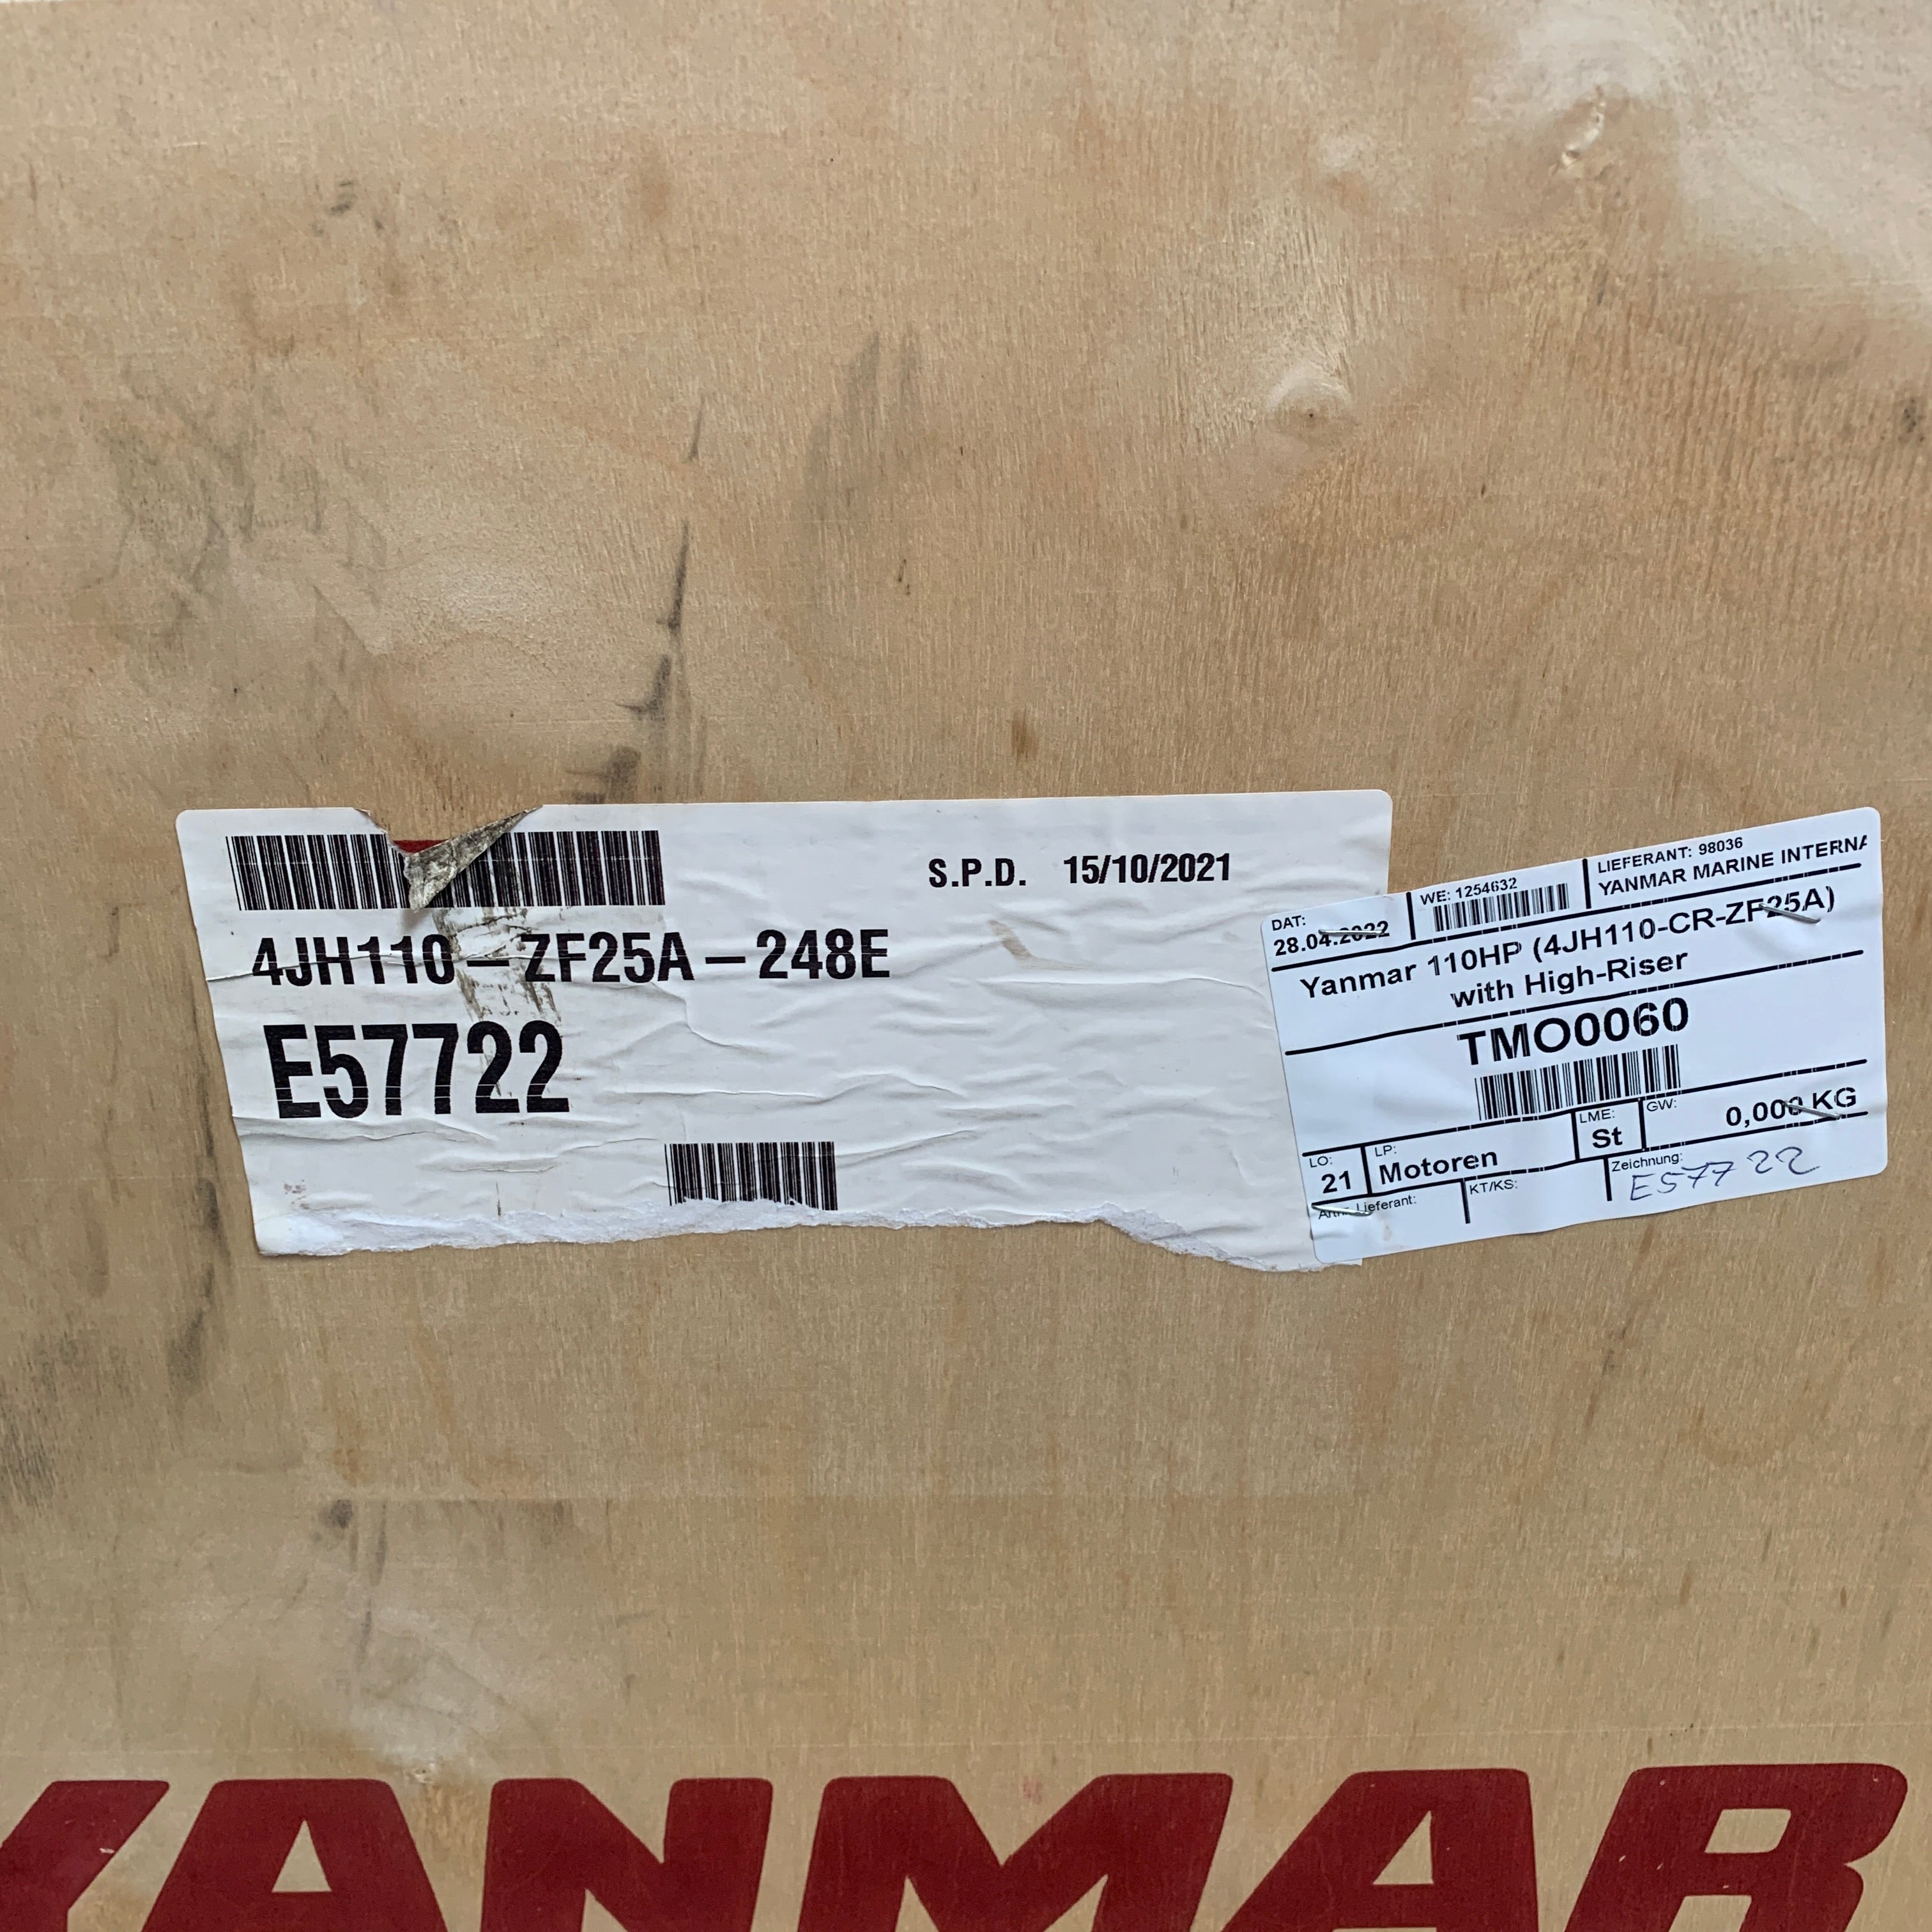 S.P.D. 15/10/2021
4JH110-ZF25A-248E
E57722
DAT:
28.04.2022
WE: 1254632
LIEFERANT: 98036
YANMAR MARINE INTERNA
Yanmar 110HP (4JH110-CR-ZF25A)
with High-Riser
TMO0060
LO:
21
LP:
Motoren
LME:
St
GW:
0,000 KG
Artnr. Lieferant:
KT/KS:
Zeichnung:
E57722
YANMAR